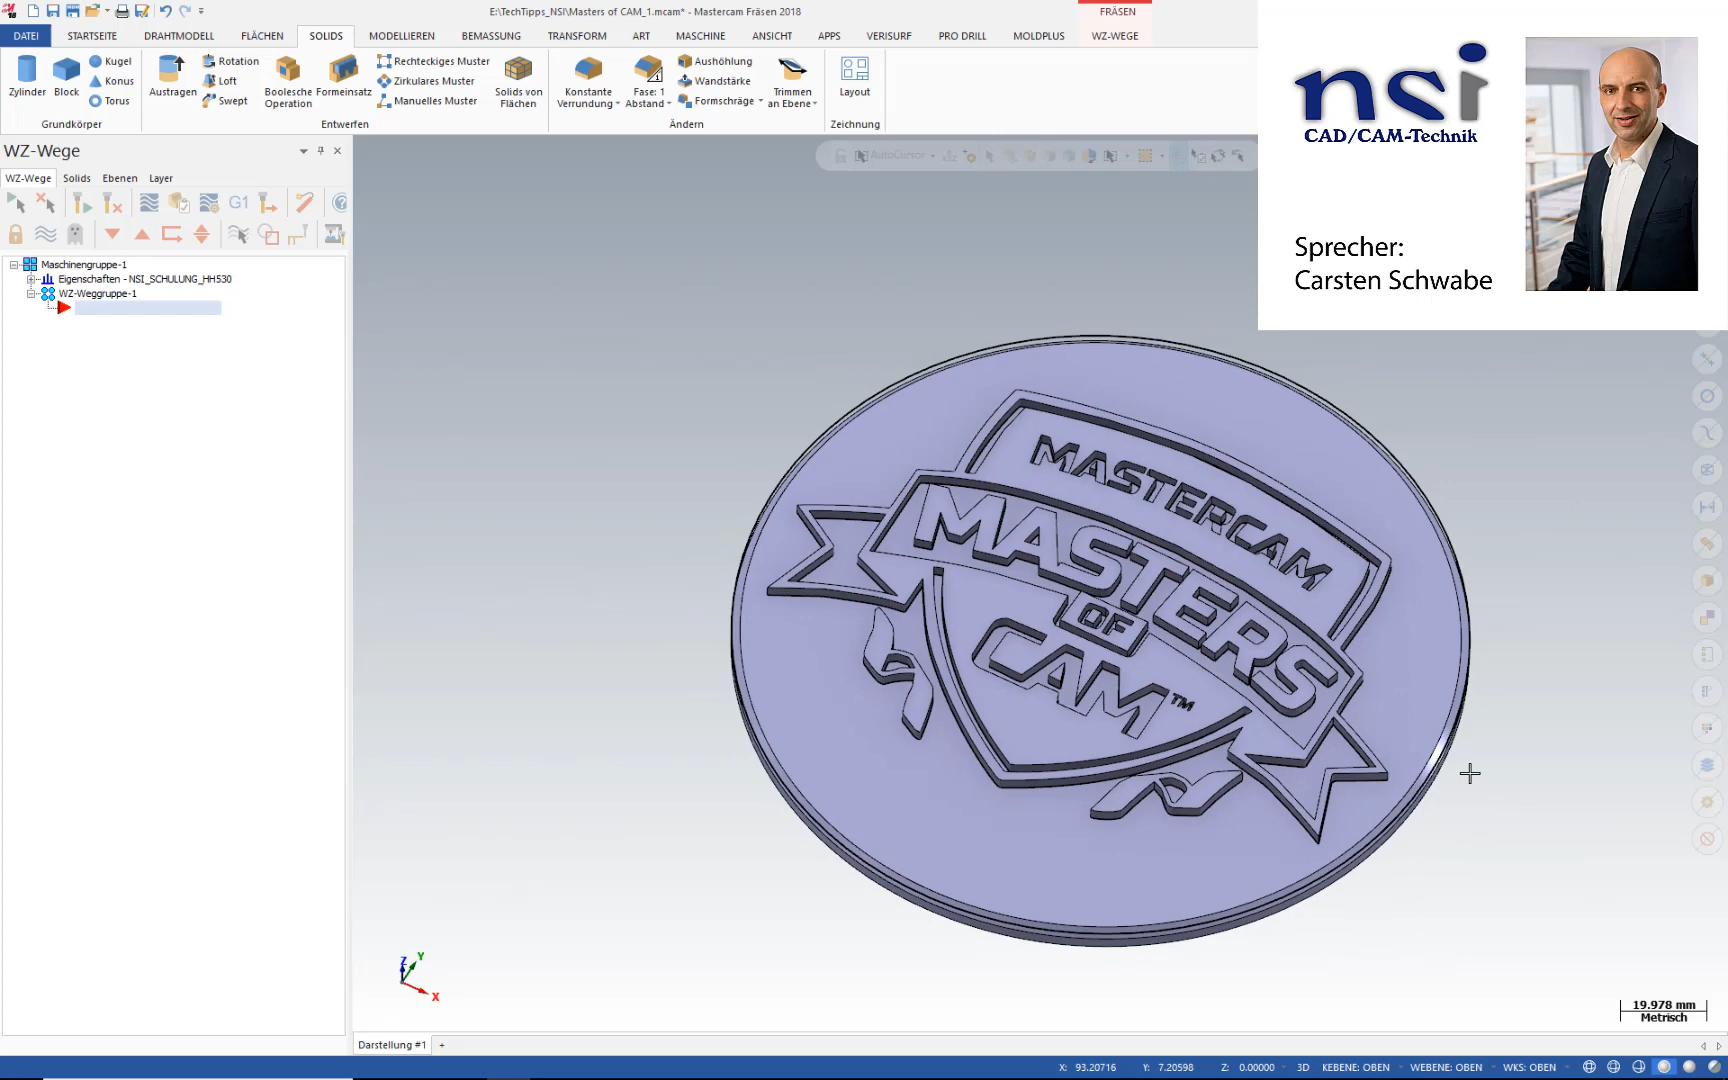 E:\TechTipps_NSI\Masters of CAM_1.mcam* - Mastercam Fräsen 2018
FRÄSEN
DATEI STARTSEITE DRAHTMODELL FLÄCHEN SOLIDS MODELLIEREN BEMASSUNG TRANSFORM ART MASCHINE ANSICHT APPS VERISURF PRO DRILL MOLDPLUS WZ-WEGE
Zylinder
Block
Kugel
Konus
Torus
Grundkörper
Austragen
Rotation
Loft
Swept
Boolesche Operation
Formeinsatz
Rechteckiges Muster
Zirkulares Muster
Manuelles Muster
Solids von Flächen
Entwerfen
Konstante Verrundung
Fase: 1 Abstand
Aushöhlung
Wandstärke
Formschräge
Trimmen an Ebene
Ändern
Layout
Zeichnung
nsi
CAD/CAM-Technik
Sprecher:
Carsten Schwabe
WZ-Wege
WZ-Wege Solids Ebenen Layer
G1
Maschinengruppe-1
Eigenschaften - NSI_SCHULUNG_HH530
WZ-Weggruppe-1
AutoCursor
MASTERCAM
MASTERS
OF
CAM™
Z
Y
X
19.978 mm
Metrisch
Darstellung #1 +
X: 93.20716 Y: 7.20598 Z: 0.00000 3D KEBENE: OBEN WEBENE: OBEN WKS: OBEN